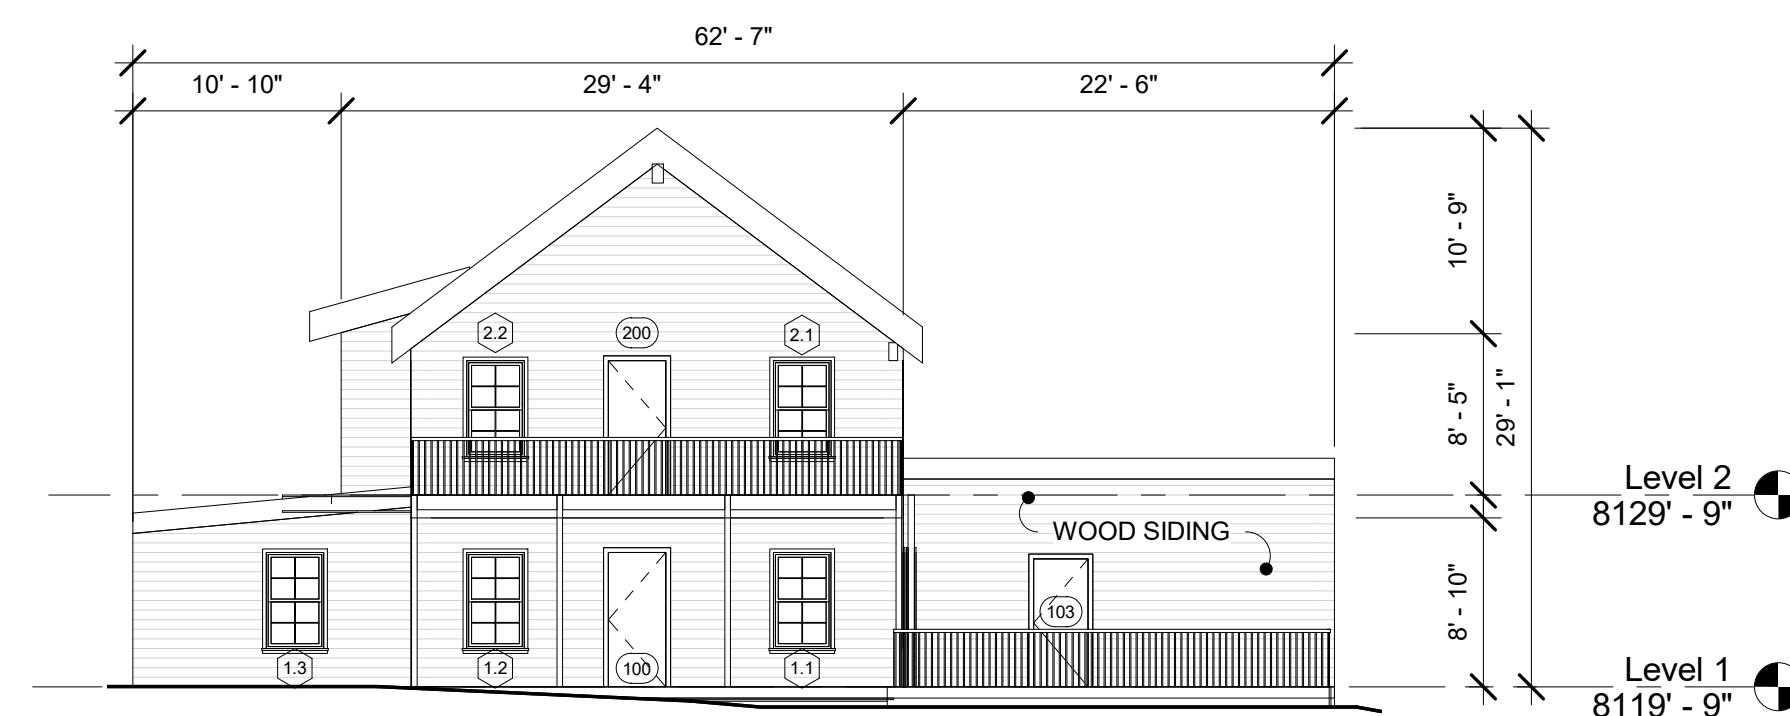 62' - 7"
10' - 10"
29' - 4"
22' - 6"
10' - 9"
8' - 5"
29' - 1"
8' - 10"
2.2
200
2.1
Level 2
8129' - 9"
WOOD SIDING
103
1.3
1.2
100
1.1
Level 1
8119' - 9"